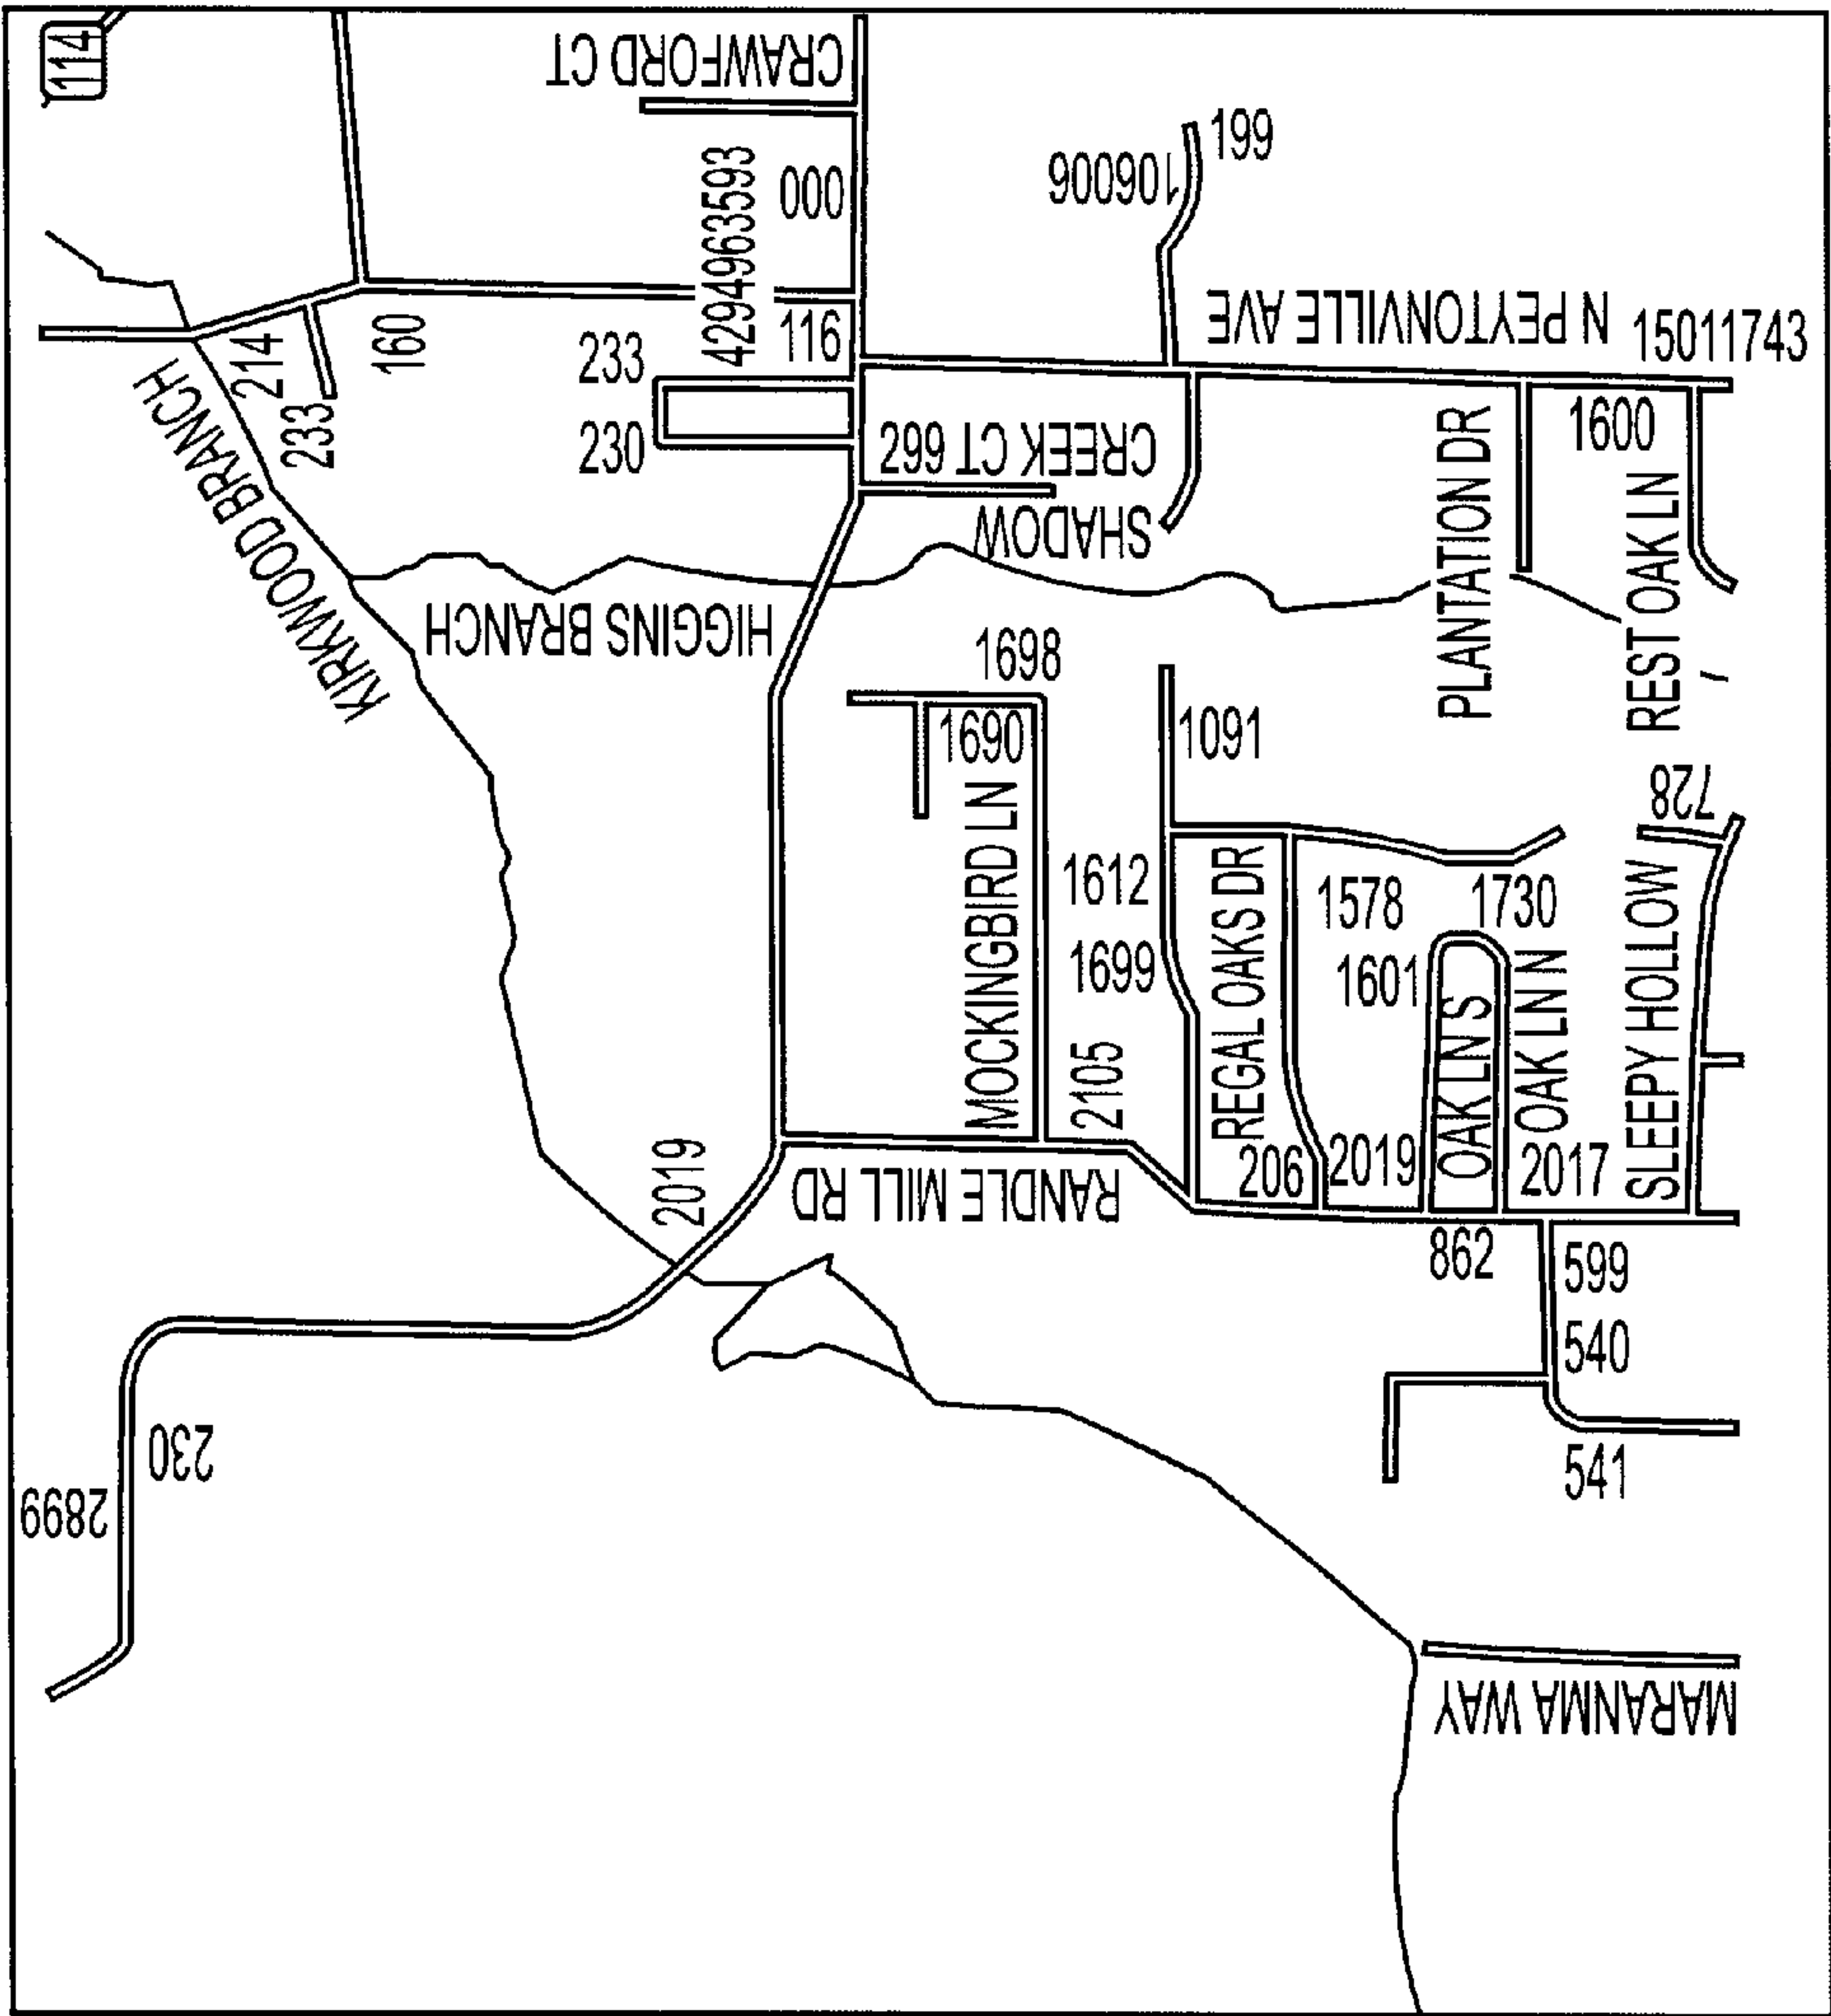 114
CRAWFORD CT
199
106006
000
4294963593
116
N PEYTONVILLE AVE
15011743
214
160
233
233
230
299
SHADOW
CREEK CT
PLANTATION DR
1600
KIRKWOOD BRANCH
HIGGINS BRANCH
1698
1690
REST OAK LN
1091
728
MOCKINGBIRD LN
1612
1699
2105
REGAL OAKS DR
1578
1730
1601
OAK LN S
OAK LN N
SLEEPY HOLLOW
2019
RANDLE MILL RD
206
2019
2017
862
599
540
541
230
2899
MARANMA WAY